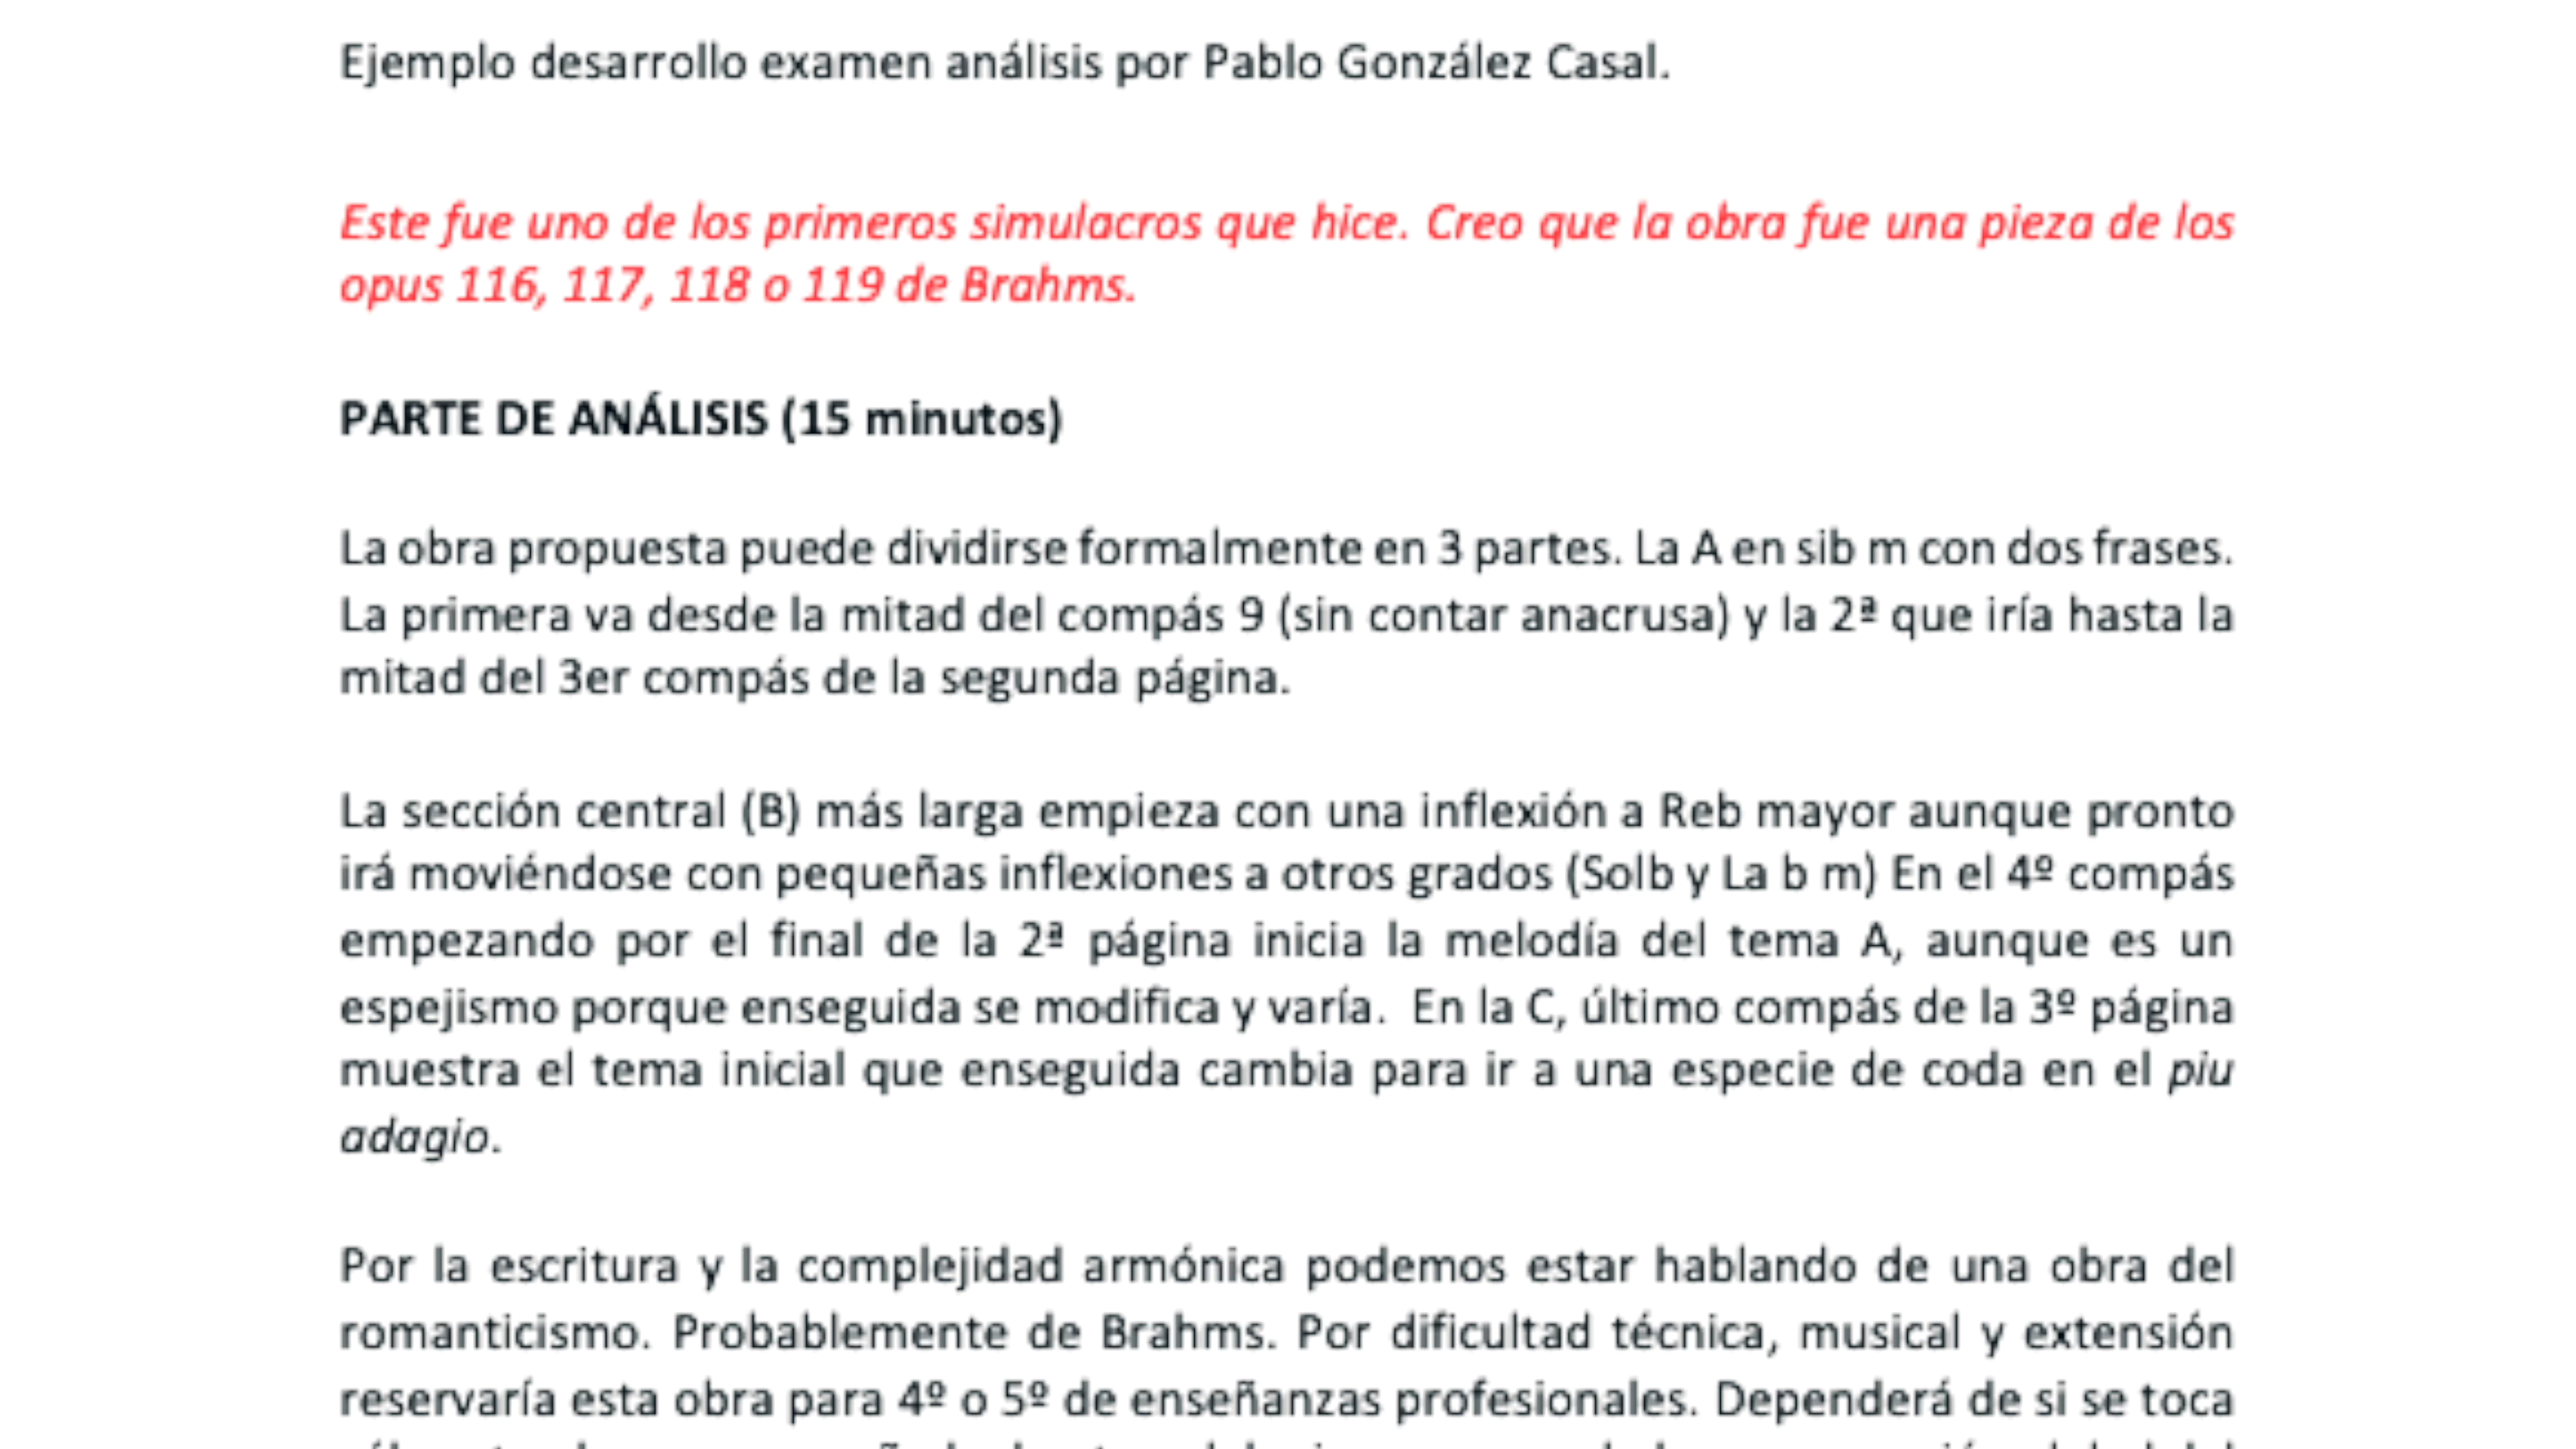 Ejemplo desarrollo examen análisis por Pablo González Casal.
Este fue uno de los primeros simulacros que hice. Creo que la obra fue una pieza de los
opus 116, 117, 118 o 119 de Brahms.
PARTE DE ANÁLISIS (15 minutos)
La obra propuesta puede dividirse formalmente en 3 partes. La A en sib m con dos frases.
La primera va desde la mitad del compás 9 (sin contar anacrusa) y la 2ª que iría hasta la
mitad del 3er compás de la segunda página.
La sección central (B) más larga empieza con una inflexión a Reb mayor aunque pronto
irá moviéndose con pequeñas inflexiones a otros grados (Solb y La b m) En el 4º compás
empezando por el final de la 2ª página inicia la melodía del tema A, aunque es un
espejismo porque enseguida se modifica y varía. En la C, último compás de la 3º página
muestra el tema inicial que enseguida cambia para ir a una especie de coda en el piu
adagio.
Por la escritura y la complejidad armónica podemos estar hablando de una obra del
romanticismo. Probablemente de Brahms. Por dificultad técnica, musical y extensión
reservaría esta obra para 4º o 5º de enseñanzas profesionales. Dependerá de si se toca